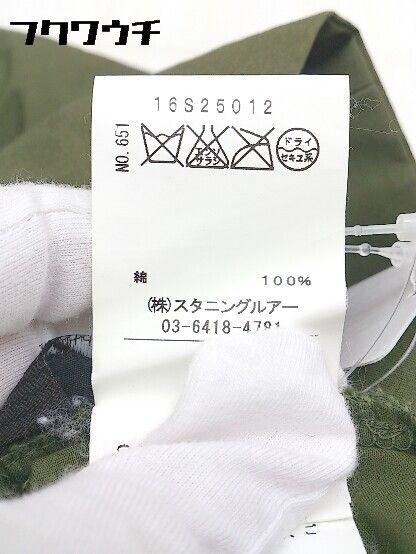 フクワウチ
16S25012
NO.651
エンソ
サラシ
ドライ
セキユ系
綿 100%
(株)スタニングルアー
03-6418-4791